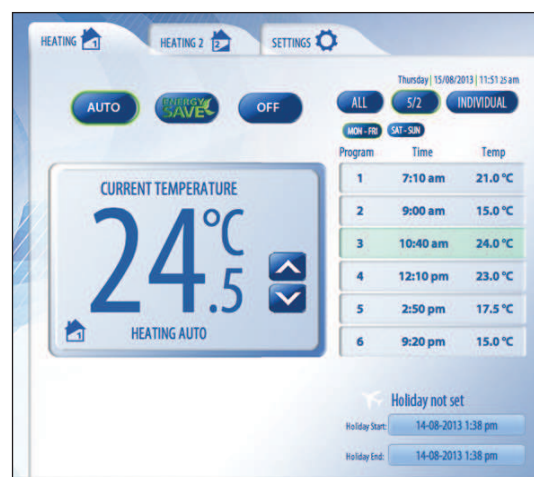 HEATING 1
HEATING 2 2
SETTINGS
Thursday | 15/08/2013 | 11:51 25 am
AUTO
ENERGY SAVE
OFF
ALL
5/2
INDIVIDUAL
MON - FRI
SAT - SUN
Program Time Temp
1 7:10 am 21.0 °C
2 9:00 am 15.0 °C
3 10:40 am 24.0 °C
4 12:10 pm 23.0 °C
5 2:50 pm 17.5 °C
6 9:20 pm 15.0 °C
CURRENT TEMPERATURE
24.5 °C
1 HEATING AUTO
Holiday not set
Holiday Start: 14-08-2013 1:38 pm
Holiday End: 14-08-2013 1:38 pm